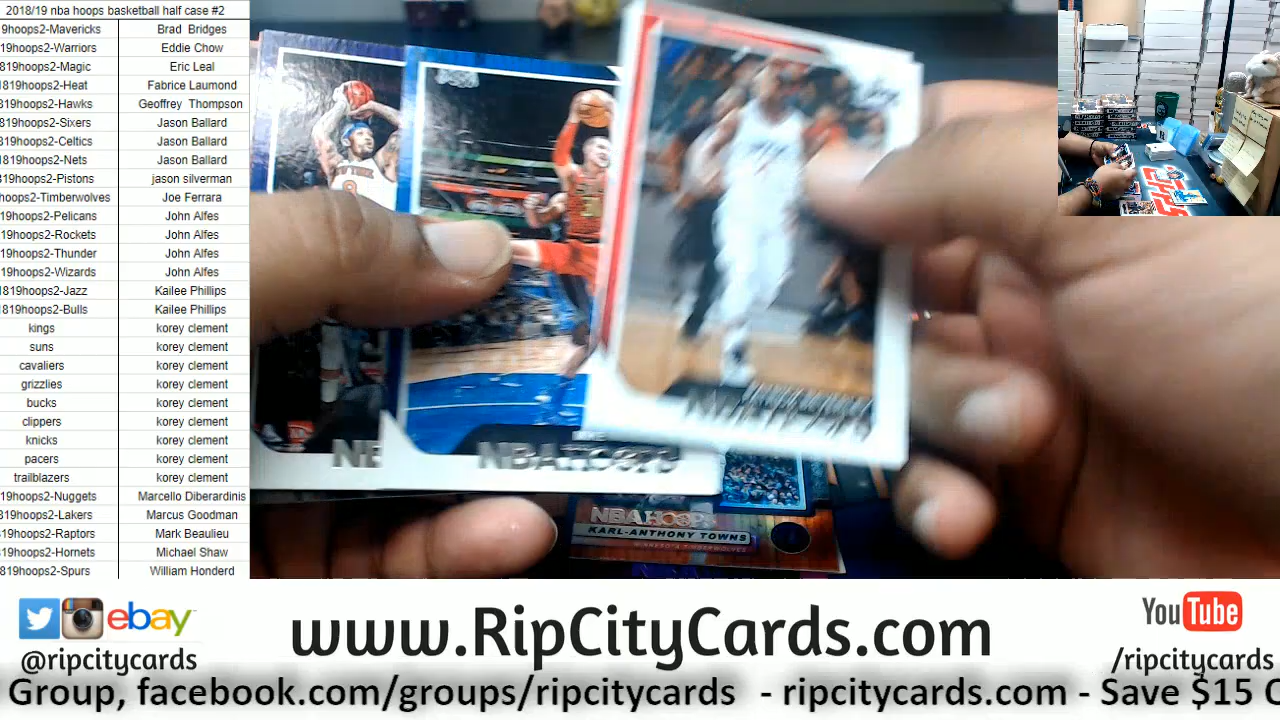 2018/19 nba hoops basketball half case #2
9hoops2-Mavericks Brad Bridges
19hoops2-Warriors Eddie Chow
819hoops2-Magic Eric Leal
819hoops2-Heat Fabrice Laumond
819hoops2-Hawks Geoffrey Thompson
819hoops2-Sixers Jason Ballard
819hoops2-Celtics Jason Ballard
819hoops2-Nets Jason Ballard
819hoops2-Pistons jason silverman
hoops2-Timberwolves Joe Ferrara
19hoops2-Pelicans John Alfes
19hoops2-Rockets John Alfes
19hoops2-Thunder John Alfes
19hoops2-Wizards John Alfes
1819hoops2-Jazz Kailee Phillips
1819hoops2-Bulls Kailee Phillips
kings korey clement
suns korey clement
cavaliers korey clement
grizzlies korey clement
bucks korey clement
clippers korey clement
knicks korey clement
pacers korey clement
trailblazers korey clement
19hoops2-Nuggets Marcello Diberardinis
819hoops2-Lakers Marcus Goodman
19hoops2-Raptors Mark Beaulieu
19hoops2-Hornets Michael Shaw
819hoops2-Spurs William Honderd
NBA HOOPS
NBA HOOPS
KARL-ANTHONY TOWNS
MINNESOTA TIMBERWOLVES
ebay
@ripcitycards
www.RipCityCards.com
YouTube
/ripcitycards
Group, facebook.com/groups/ripcitycards - ripcitycards.com - Save $15 O